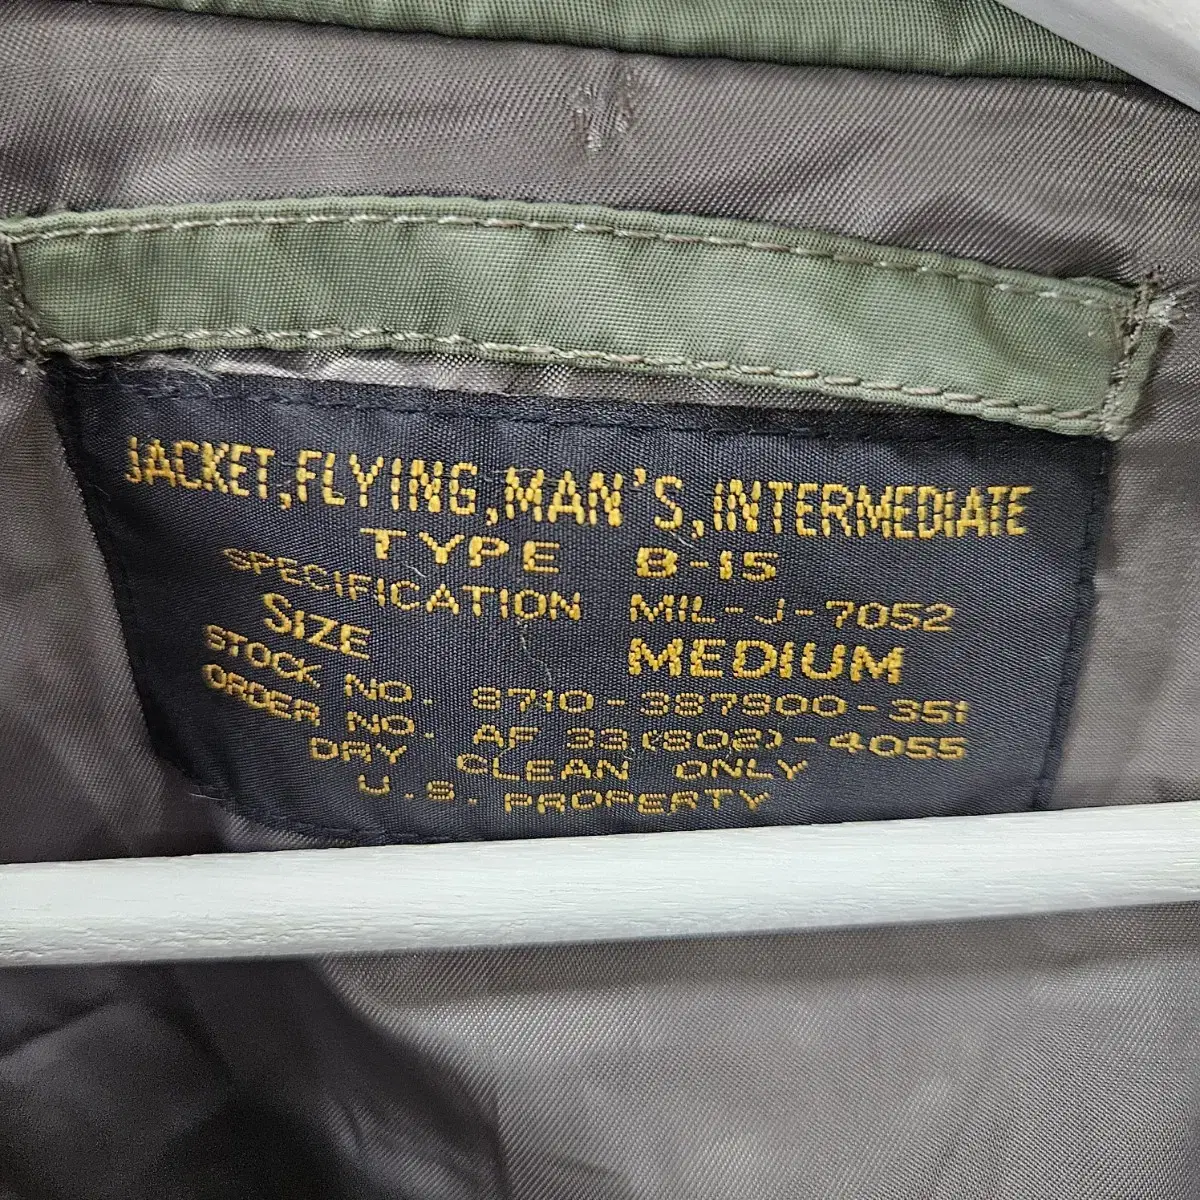 JACKET,FLYING,MAN'S,INTERMEDIATE
TYPE B-15
SPECIFICATION MIL-J-7052
SIZE MEDIUM
STOCK NO. 8710-387900-351
ORDER NO. AF 33(802)-4055
DRY CLEAN ONLY
U.S. PROPERTY